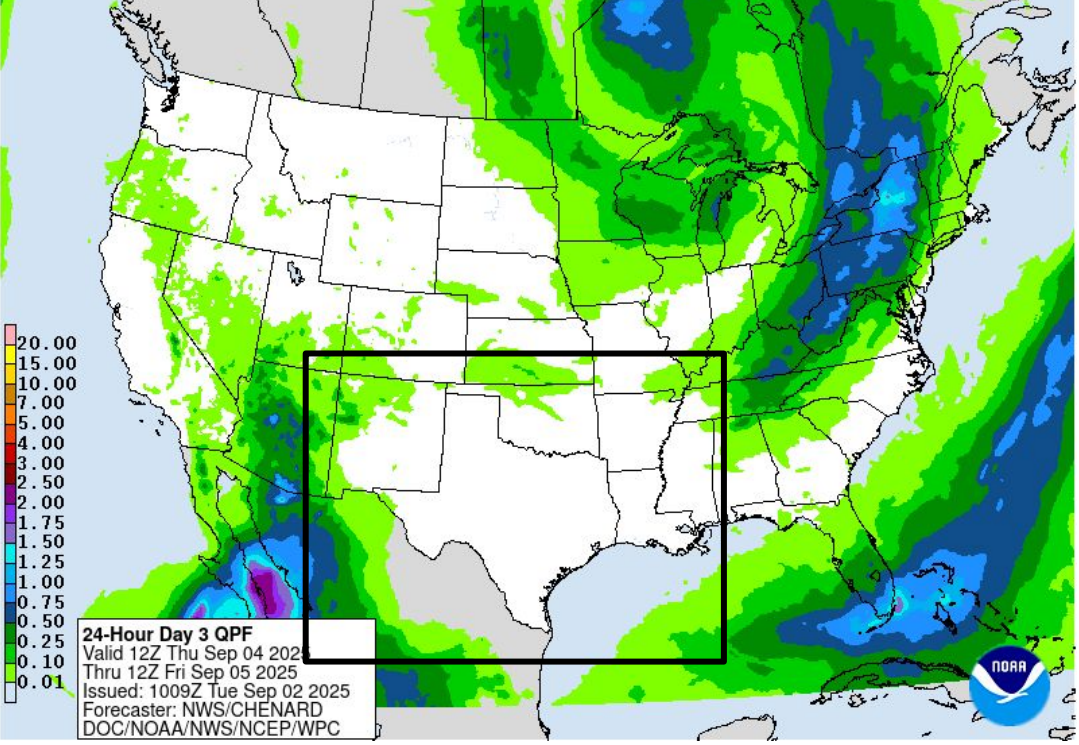 20.00
15.00
10.00
7.00
5.00
4.00
3.00
2.50
2.00
1.75
1.50
1.25
1.00
0.75
0.50
0.25
0.10
0.01
24-Hour Day 3 QPF
Valid 12Z Thu Sep 04 2025
Thru 12Z Fri Sep 05 2025
Issued: 1009Z Tue Sep 02 2025
Forecaster: NWS/CHENARD
DOC/NOAA/NWS/NCEP/WPC
NOAA